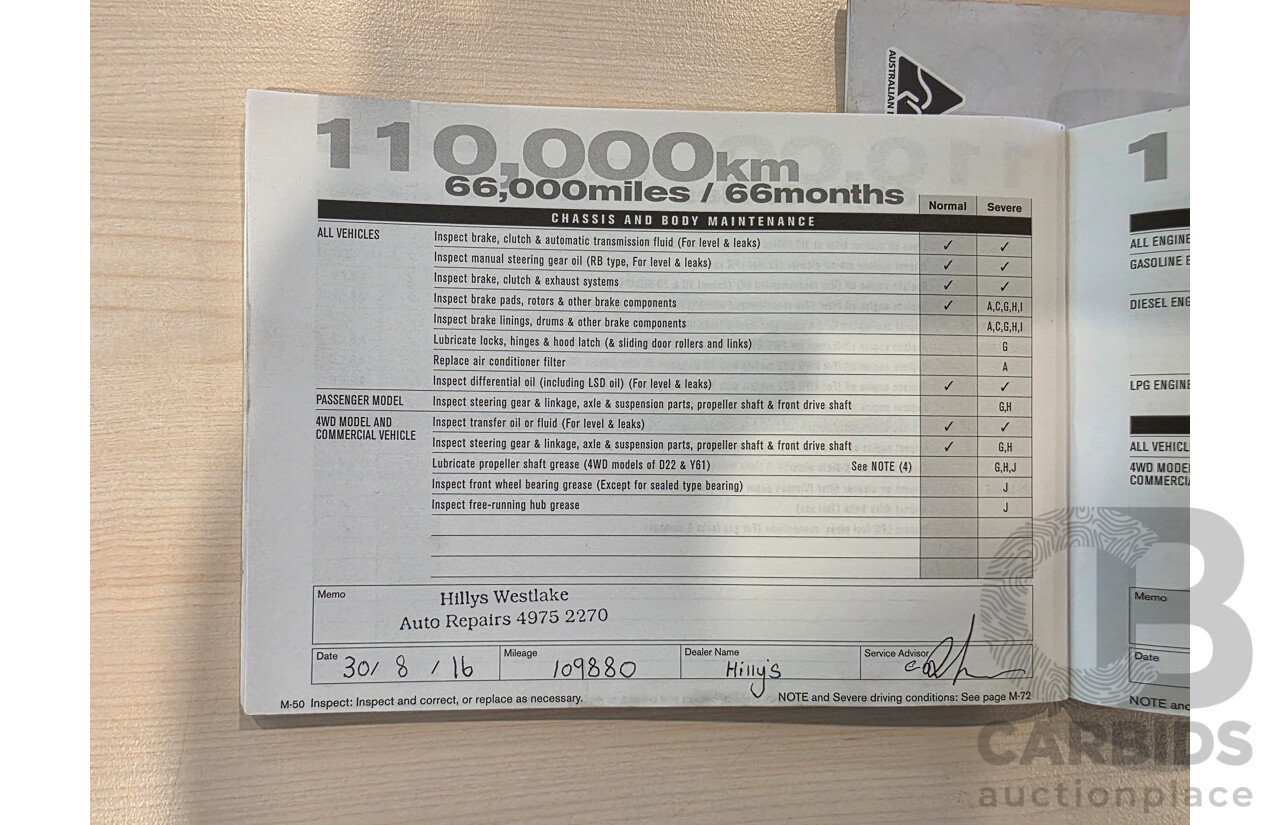 AUSTRALIAN
110,000km
66,000miles / 66months
Normal Severe
CHASSIS AND BODY MAINTENANCE
ALL VEHICLES Inspect brake, clutch & automatic transmission fluid (For level & leaks) ✓ ✓
Inspect manual steering gear oil (RB type, For level & leaks) ✓ ✓
Inspect brake, clutch & exhaust systems ✓ ✓
Inspect brake pads, rotors & other brake components ✓ A,C,G,H,I
Inspect brake linings, drums & other brake components A,C,G,H,I
Lubricate locks, hinges & hood latch (& sliding door rollers and links) G
Replace air conditioner filter A
Inspect differential oil (including LSD oil) (For level & leaks) ✓ ✓
PASSENGER MODEL Inspect steering gear & linkage, axle & suspension parts, propeller shaft & front drive shaft G,H
4WD MODEL AND Inspect transfer oil or fluid (For level & leaks) ✓ ✓
COMMERCIAL VEHICLE Inspect steering gear & linkage, axle & suspension parts, propeller shaft & front drive shaft ✓ G,H
Lubricate propeller shaft grease (4WD models of D22 & Y61) See NOTE (4) G,H,J
Inspect front wheel bearing grease (Except for sealed type bearing) J
Inspect free-running hub grease J
Memo Hillys Westlake
Auto Repairs 4975 2270
Date 30/ 8 / 16 Mileage 109880 Dealer Name Hilly's Service Advisor
M-50 Inspect: Inspect and correct, or replace as necessary. NOTE and Severe driving conditions: See page M-72
1
ALL ENGINE
GASOLINE E
DIESEL ENG
LPG ENGINE
ALL VEHICL
4WD MODEL
COMMERCIA
Memo
Date
NOTE and
CB
CARBIDS
auctionplace